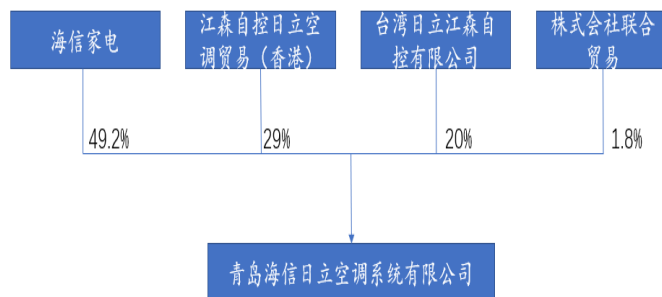 海信家电
江森自控日立空
调贸易（香港）
台湾日立江森自
控有限公司
株式会社联合
贸易
49.2%
29%
20%
1.8%
青岛海信日立空调系统有限公司